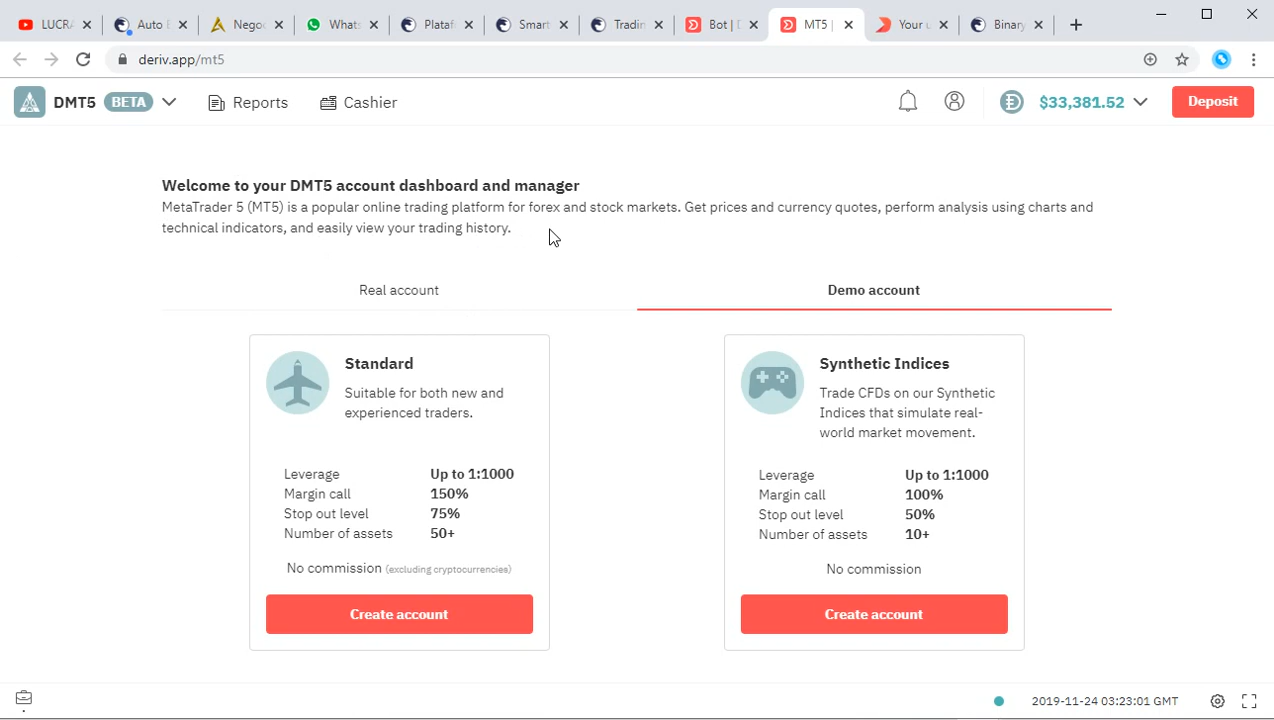 LUCRA
Auto E
Negoc
Whats
Plataf
Smart
Tradin
Bot | D
MT5 |
Your u
Binary
deriv.app/mt5
DMT5 BETA Reports Cashier $33,381.52 Deposit
Welcome to your DMT5 account dashboard and manager
MetaTrader 5 (MT5) is a popular online trading platform for forex and stock markets. Get prices and currency quotes, perform analysis using charts and
technical indicators, and easily view your trading history.
Real account
Demo account
Standard
Suitable for both new and
experienced traders.
Leverage Up to 1:1000
Margin call 150%
Stop out level 75%
Number of assets 50+
No commission (excluding cryptocurrencies)
Create account
Synthetic Indices
Trade CFDs on our Synthetic
Indices that simulate real-
world market movement.
Leverage Up to 1:1000
Margin call 100%
Stop out level 50%
Number of assets 10+
No commission
Create account
2019-11-24 03:23:01 GMT